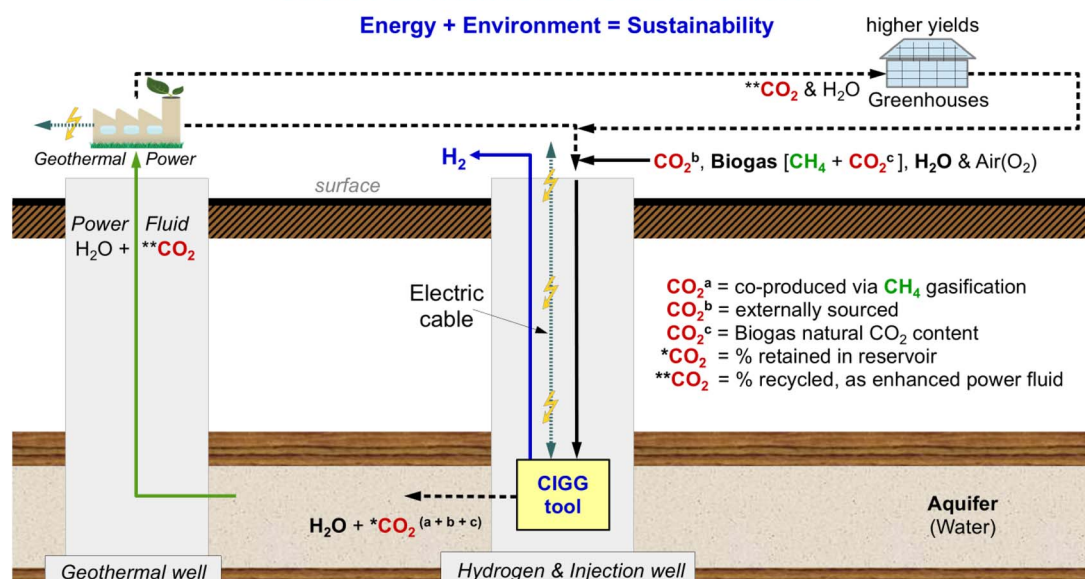 Energy + Environment = Sustainability
higher yields
**CO₂ & H₂O
Greenhouses
Geothermal Power
H₂
CO₂ᵇ, Biogas [CH₄ + CO₂ᶜ], H₂O & Air(O₂)
surface
Power Fluid
H₂O + **CO₂
Electric
cable
CO₂ᵃ = co-produced via CH₄ gasification
CO₂ᵇ = externally sourced
CO₂ᶜ = Biogas natural CO₂ content
*CO₂ = % retained in reservoir
**CO₂ = % recycled, as enhanced power fluid
CIGG
tool
H₂O + *CO₂ ⁽ᵃ ⁺ ᵇ ⁺ ᶜ⁾
Aquifer
(Water)
Geothermal well
Hydrogen & Injection well